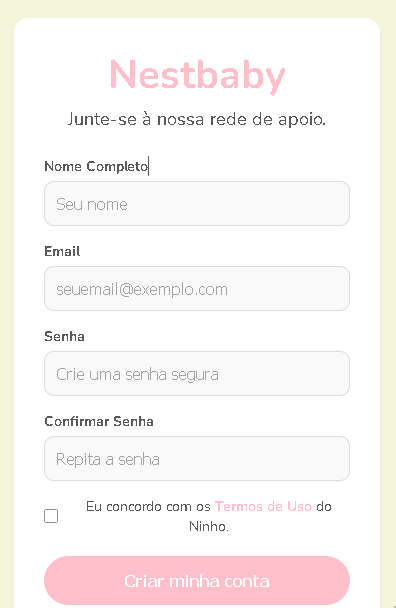 Nestbaby
Junte-se à nossa rede de apoio.
Nome Completo
Seu nome
Email
seuemail@exemplo.com
Senha
Crie uma senha segura
Confirmar Senha
Repita a senha
Eu concordo com os Termos de Uso do
Ninho.
Criar minha conta